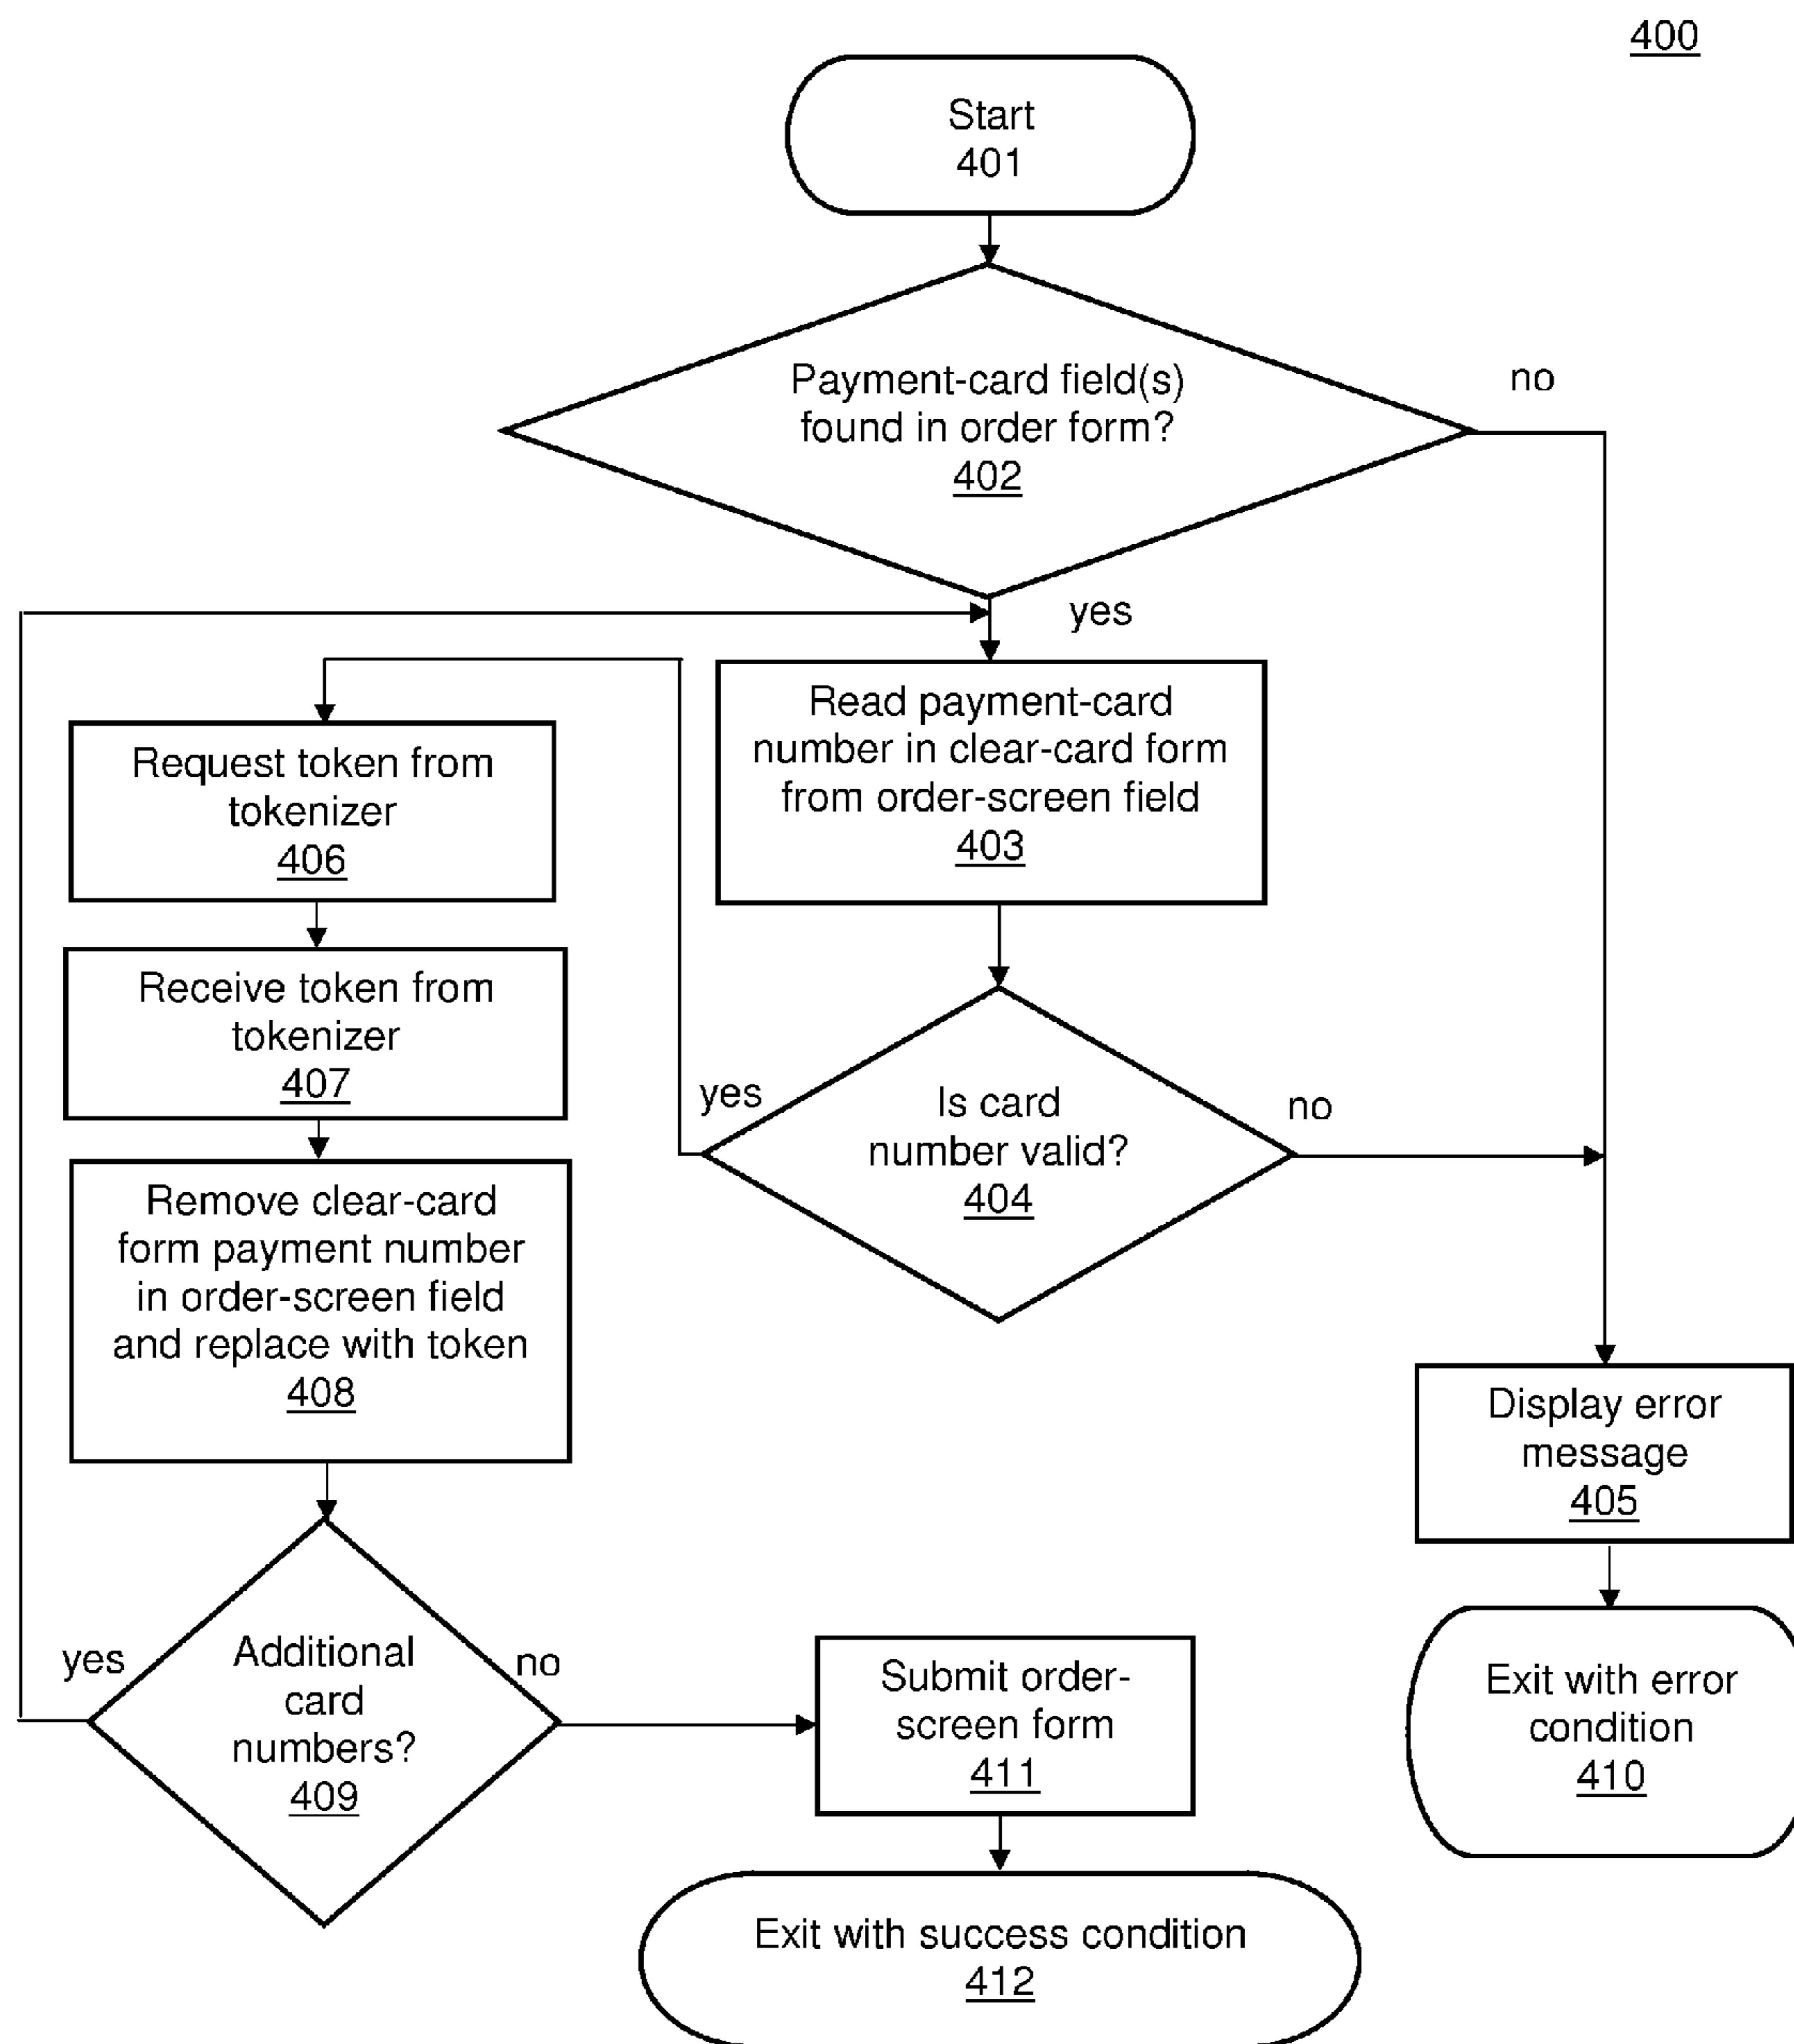 400
Start
401
Payment-card field(s)
found in order form?
402
no
yes
Read payment-card
number in clear-card form
from order-screen field
403
Request token from
tokenizer
406
Receive token from
tokenizer
407
yes
Is card
number valid?
404
no
Remove clear-card
form payment number
in order-screen field
and replace with token
408
Display error
message
405
yes
Additional
card
numbers?
409
no
Submit order-
screen form
411
Exit with error
condition
410
Exit with success condition
412